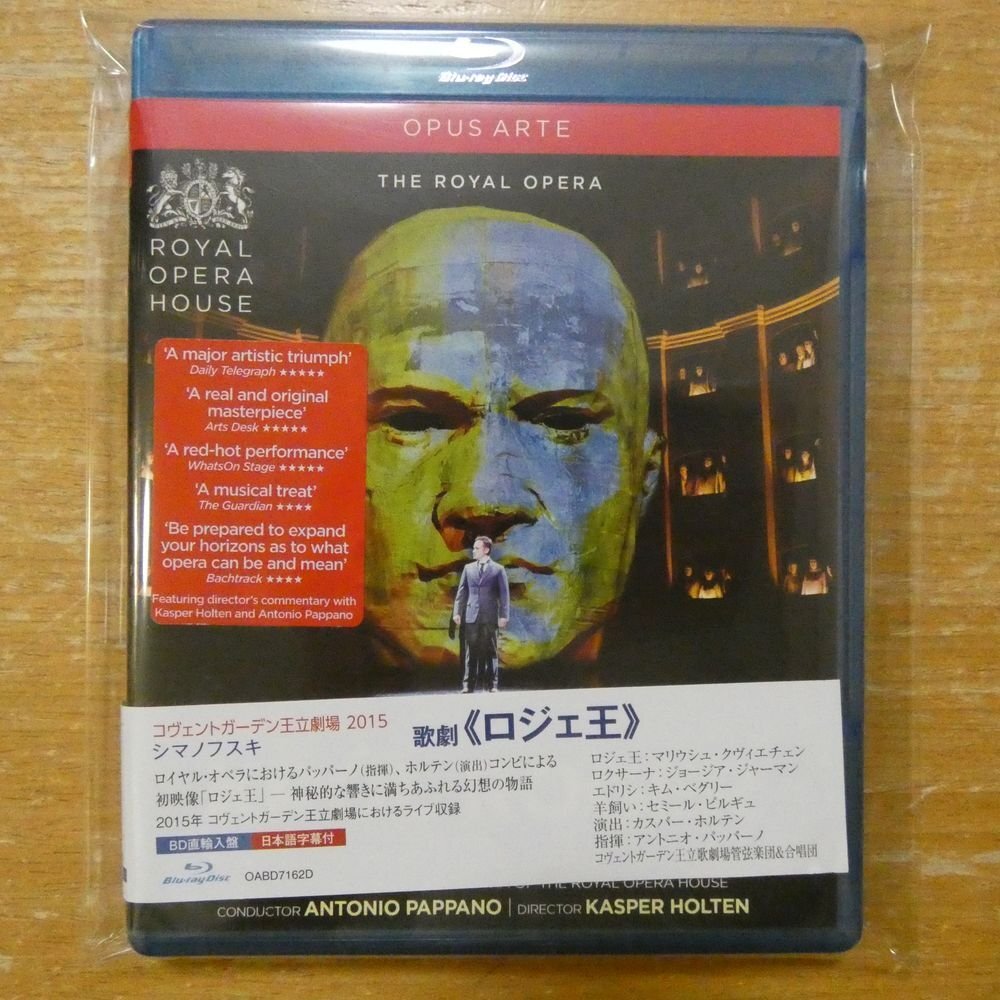 Blu-ray Disc
OPUS ARTE
THE ROYAL OPERA
ROYAL
OPERA
HOUSE
'A major artistic triumph'
Daily Telegraph ★★★★★
'A real and original
masterpiece'
Arts Desk ★★★★★
'A red-hot performance'
WhatsOn Stage ★★★★★
'A musical treat'
The Guardian ★★★★
'Be prepared to expand
your horizons as to what
opera can be and mean'
Bachtrack ★★★★
Featuring director's commentary with
Kasper Holten and Antonio Pappano
コヴェントガーデン王立劇場 2015
シマノフスキ
歌劇《ロジェ王》
ロイヤル・オペラにおけるパッパーノ(指揮)、ホルテン(演出)コンビによる
初映像「ロジェ王」― 神秘的な響きに満ちあふれる幻想の物語
2015年 コヴェントガーデン王立劇場におけるライブ収録
BD直輸入盤 日本語字幕付
Blu-ray Disc OABD7162D
ロジェ王：マリウシュ・クヴィエチェン
ロクサーナ：ジョージア・ジャーマン
エドリシ：キム・ベグリー
羊飼い：セミール・ピルギュ
演出：カスパー・ホルテン
指揮：アントニオ・パッパーノ
コヴェントガーデン王立歌劇場管弦楽団&合唱団
OF THE ROYAL OPERA HOUSE
CONDUCTOR ANTONIO PAPPANO | DIRECTOR KASPER HOLTEN